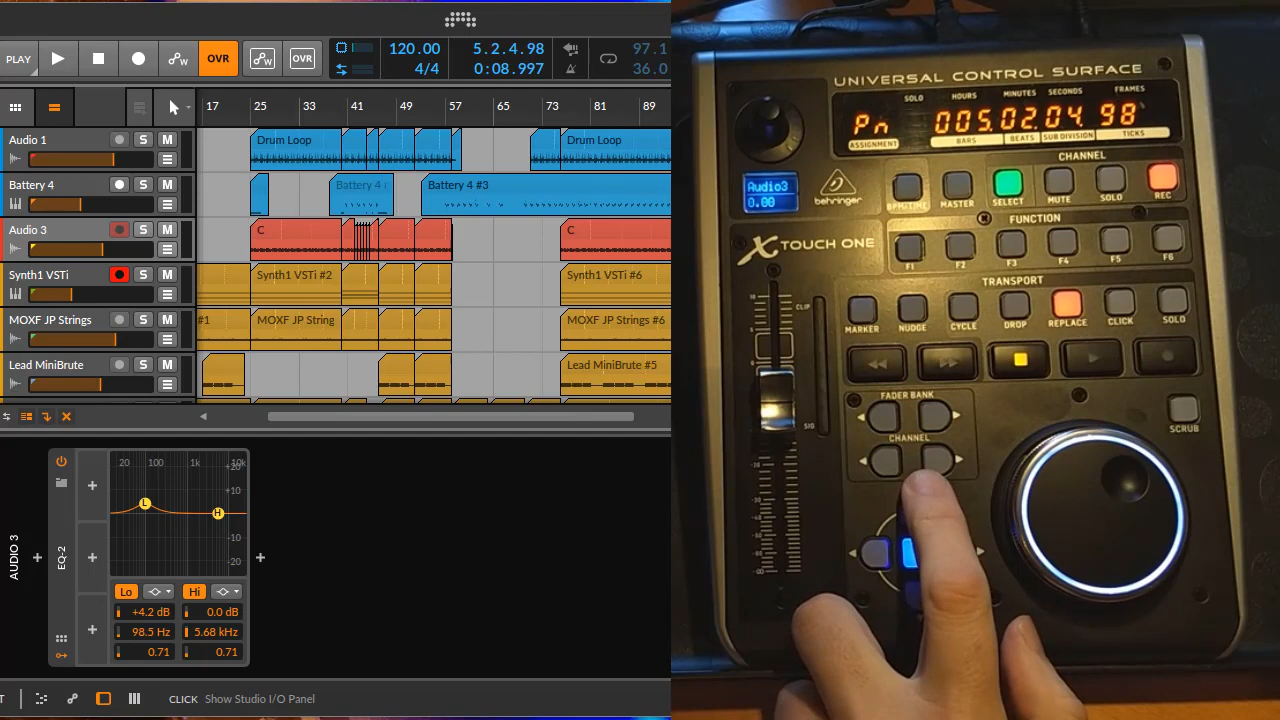 PLAY
OVR
OVR
120.00
4/4
5.2.4.98
0:08.997
97.1
36.0
17 25 33 41 49 57 65 73 81 89
Audio 1 S M
Drum Loop
Drum Loop
Battery 4 S M
Battery 4
Battery 4 #3
Audio 3 S M
C
C
Synth1 VSTi S M
Synth1 VSTi #2
Synth1 VSTi #6
MOXF JP Strings S M
#1
MOXF JP String
MOXF JP Strings #6
Lead MiniBrute S M
Lead MiniBrute #5
AUDIO 3
EQ-2
20 100 1k 10k
+20
+10
-10
-20
L
H
Lo
Hi
+4.2 dB 0.0 dB
98.5 Hz 5.68 kHz
0.71 0.71
CLICK Show Studio I/O Panel
UNIVERSAL CONTROL SURFACE
SOLO HOURS MINUTES SECONDS FRAMES
Pn 005.02.04. 98
ASSIGNMENT BARS BEATS SUB DIVISION TICKS
Audio3
0.00
behringer
X TOUCH ONE
CHANNEL
BPM/TIME MASTER SELECT MUTE SOLO REC
FUNCTION
F1 F2 F3 F4 F5 F6
TRANSPORT
MARKER NUDGE CYCLE DROP REPLACE CLICK SOLO
CLIP
SIG
FADER BANK
CHANNEL
SCRUB